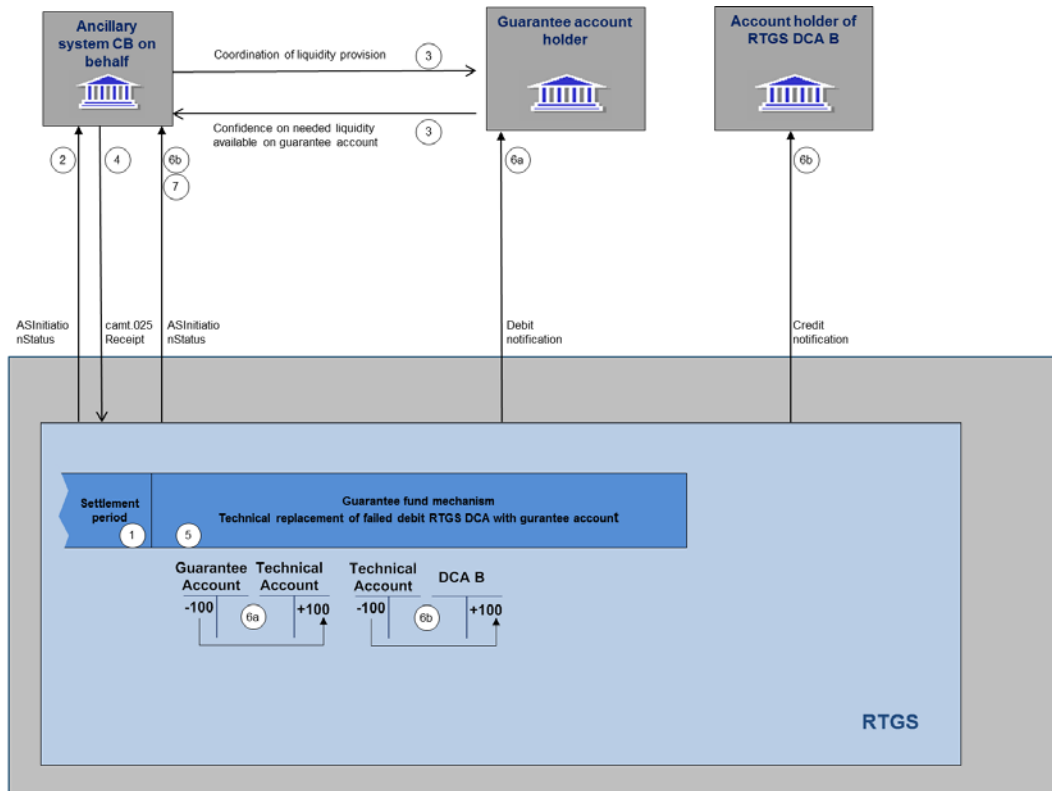 Ancillary
system CB on
behalf
Guarantee account
holder
Account holder of
RTGS DCA B
Coordination of liquidity provision
3
Confidence on needed liquidity
available on guarantee account
3
2
4
6b
7
6a
6b
ASInitiatio
nStatus
camt.025
Receipt
ASInitiatio
nStatus
Debit
notification
Credit
notification
Settlement
period
1
Guarantee fund mechanism
Technical replacement of failed debit RTGS DCA with gurantee account
5
Guarantee
Account
Technical
Account
-100
6a
+100
Technical
Account
DCA B
-100
6b
+100
RTGS